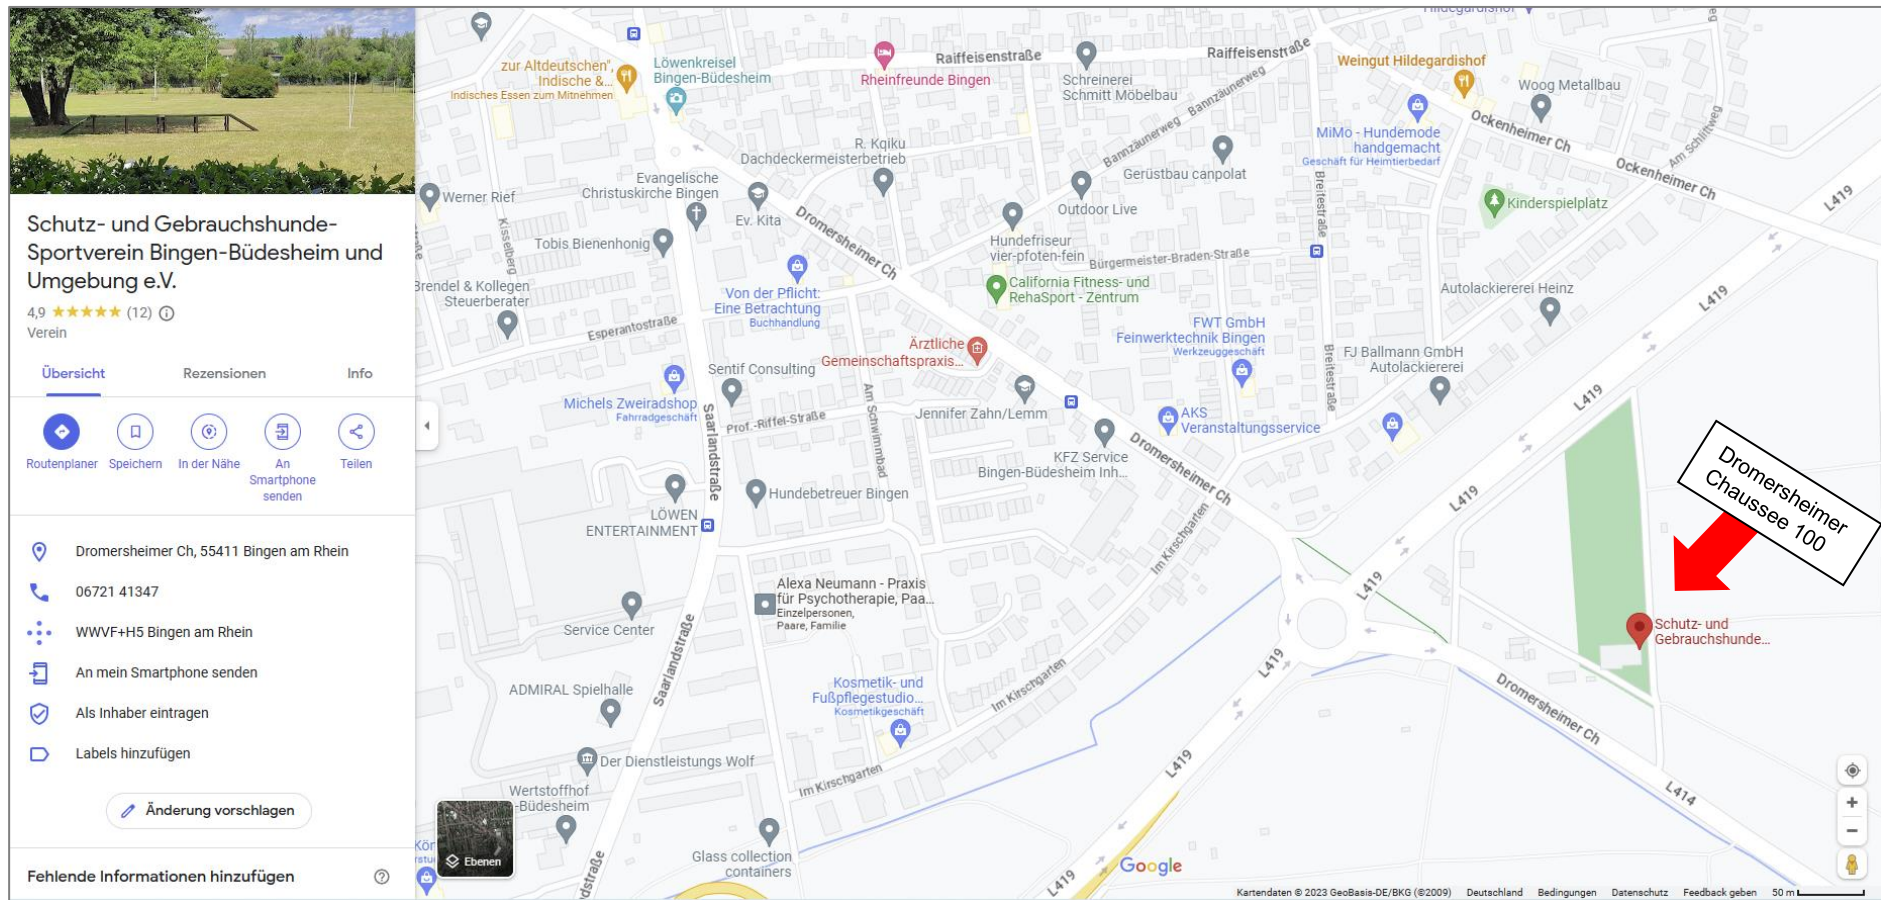 Schutz- und Gebrauchshunde-
Sportverein Bingen-Büdesheim und
Umgebung e.V.
4,9 ★★★★★ (12)
Verein
Übersicht
Rezensionen
Info
Routenplaner
Speichern
In der Nähe
An
Smartphone
senden
Teilen
Dromersheimer Ch, 55411 Bingen am Rhein
06721 41347
WWVF+H5 Bingen am Rhein
An mein Smartphone senden
Als Inhaber eintragen
Labels hinzufügen
Änderung vorschlagen
Fehlende Informationen hinzufügen
zur Altdeutschen",
Indische &...
Indisches Essen zum Mitnehmen
Löwenkreisel
Bingen-Büdesheim
Rheinfreunde Bingen
Raiffeisenstraße
Schreinerei
Schmitt Möbelbau
Raiffeisenstraße
Weingut Hildegardishof
Woog Metallbau
MiMo - Hundemode
handgemacht
Geschäft für Heimtierbedarf
Ockenheimer Ch
Ockenheimer Ch
Am Schlittweg
L419
R. Kqiku
Dachdeckermeisterbetrieb
Bannzäunerweg
Bannzäunerweg
Gerüstbau canpolat
Breitestraße
Kinderspielplatz
Werner Rief
Kisselberg
Evangelische
Christuskirche Bingen
Ev. Kita
Dromersheimer Ch
Outdoor Live
Tobis Bienenhonig
Hundefriseur
vier-pfoten-fein
Bürgermeister-Braden-Straße
Brendel & Kollegen
Steuerberater
Von der Pflicht:
Eine Betrachtung
Buchhandlung
California Fitness- und
RehaSport - Zentrum
Autolackiererei Heinz
L419
Esperantostraße
FWT GmbH
Feinwerktechnik Bingen
Werkzeuggeschäft
Ärztliche
Gemeinschaftspraxis...
Breitestraße
FJ Ballmann GmbH
Autolackiererei
Sentif Consulting
Am Schwimmbad
L419
Michels Zweiradshop
Fahrradgeschäft
Saarlandstraße
Prof.-Riffel-Straße
Jennifer Zahn/Lemm
AKS
Veranstaltungsservice
Dromersheimer Ch
KFZ Service
Bingen-Büdesheim Inh...
Dromersheimer
Chaussee 100
Hundebetreuer Bingen
LÖWEN
ENTERTAINMENT
L419
Im Kirschgarten
Alexa Neumann - Praxis
für Psychotherapie, Paa...
Einzelpersonen,
Paare, Familie
L419
Service Center
Schutz- und
Gebrauchshunde...
Saarlandstraße
L419
ADMIRAL Spielhalle
Kosmetik- und
Fußpflegestudio...
Kosmetikgeschäft
Im Kirschgarten
Dromersheimer Ch
Der Dienstleistungs Wolf
Im Kirschgarten
L419
L414
Wertstoffhof
-Büdesheim
Ebenen
Glass collection
containers
L419
Google
Kartendaten © 2023 GeoBasis-DE/BKG (©2009)
Deutschland
Bedingungen
Datenschutz
Feedback geben
50 m